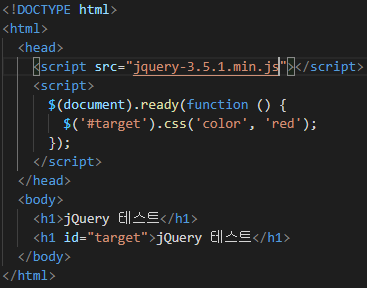 <!DOCTYPE html>
<html>
<head>
<script src="jquery-3.5.1.min.js"></script>
<script>
$(document).ready(function () {
$('#target').css('color', 'red');
});
</script>
</head>
<body>
<h1>jQuery 테스트</h1>
<h1 id="target">jQuery 테스트</h1>
</body>
</html>